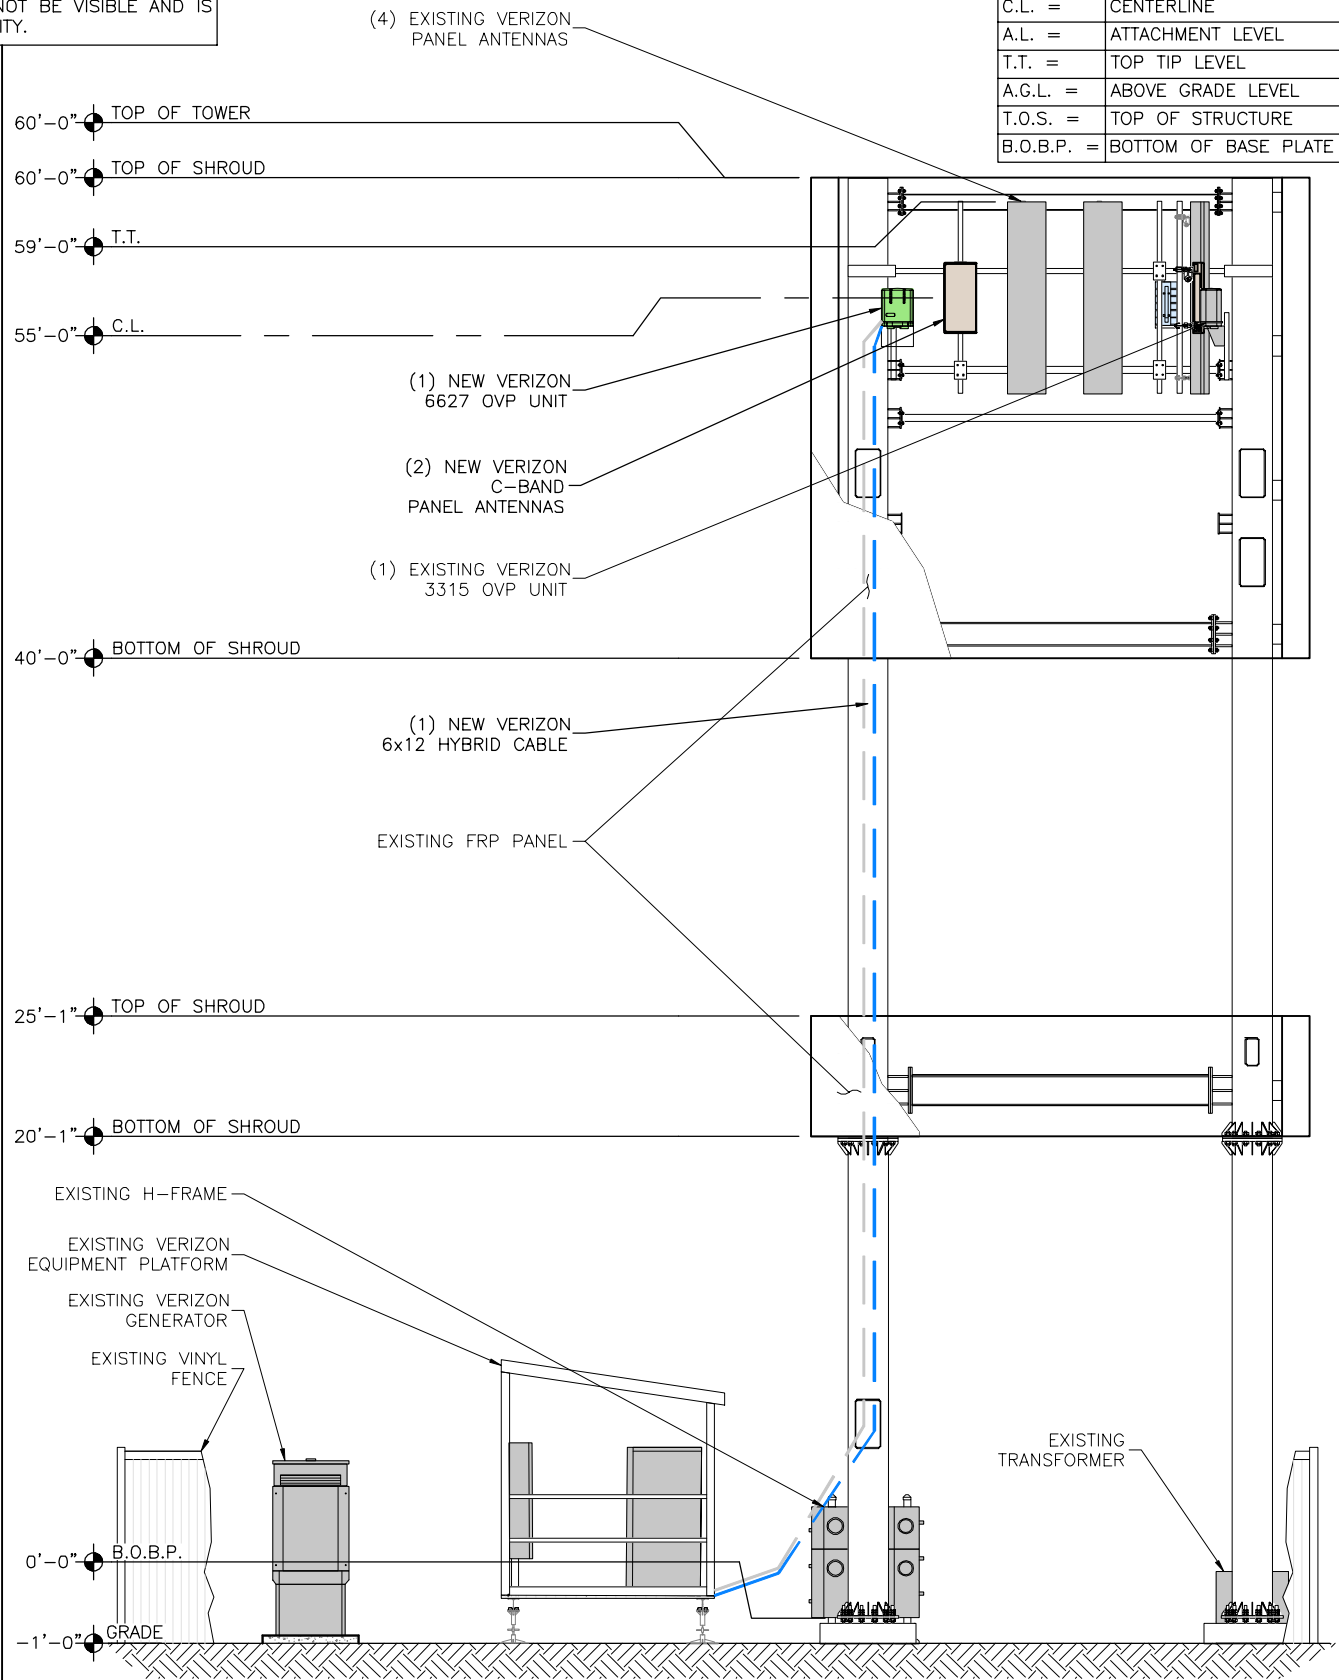 NOT BE VISIBLE AND IS
ITY.
(4) EXISTING VERIZON
PANEL ANTENNAS
C.L. = CENTERLINE
A.L. = ATTACHMENT LEVEL
T.T. = TOP TIP LEVEL
A.G.L. = ABOVE GRADE LEVEL
T.O.S. = TOP OF STRUCTURE
B.O.B.P. = BOTTOM OF BASE PLATE
60'-0" TOP OF TOWER
60'-0" TOP OF SHROUD
59'-0" T.T.
55'-0" C.L.
(1) NEW VERIZON
6627 OVP UNIT
(2) NEW VERIZON
C-BAND
PANEL ANTENNAS
(1) EXISTING VERIZON
3315 OVP UNIT
40'-0" BOTTOM OF SHROUD
(1) NEW VERIZON
6x12 HYBRID CABLE
EXISTING FRP PANEL
25'-1" TOP OF SHROUD
20'-1" BOTTOM OF SHROUD
EXISTING H-FRAME
EXISTING VERIZON
EQUIPMENT PLATFORM
EXISTING VERIZON
GENERATOR
EXISTING VINYL
FENCE
EXISTING
TRANSFORMER
0'-0" B.O.B.P.
-1'-0" GRADE